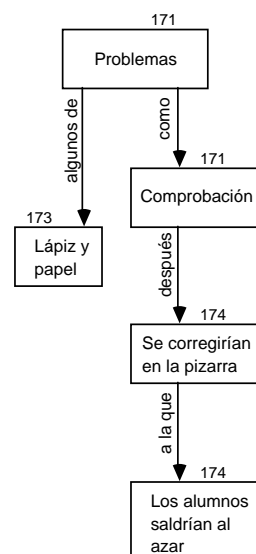 171
Problemas
algunos de
como
171
Comprobación
173
Lápiz y
papel
después
174
Se corregirían
en la pizarra
a la que
174
Los alumnos
saldrían al
azar